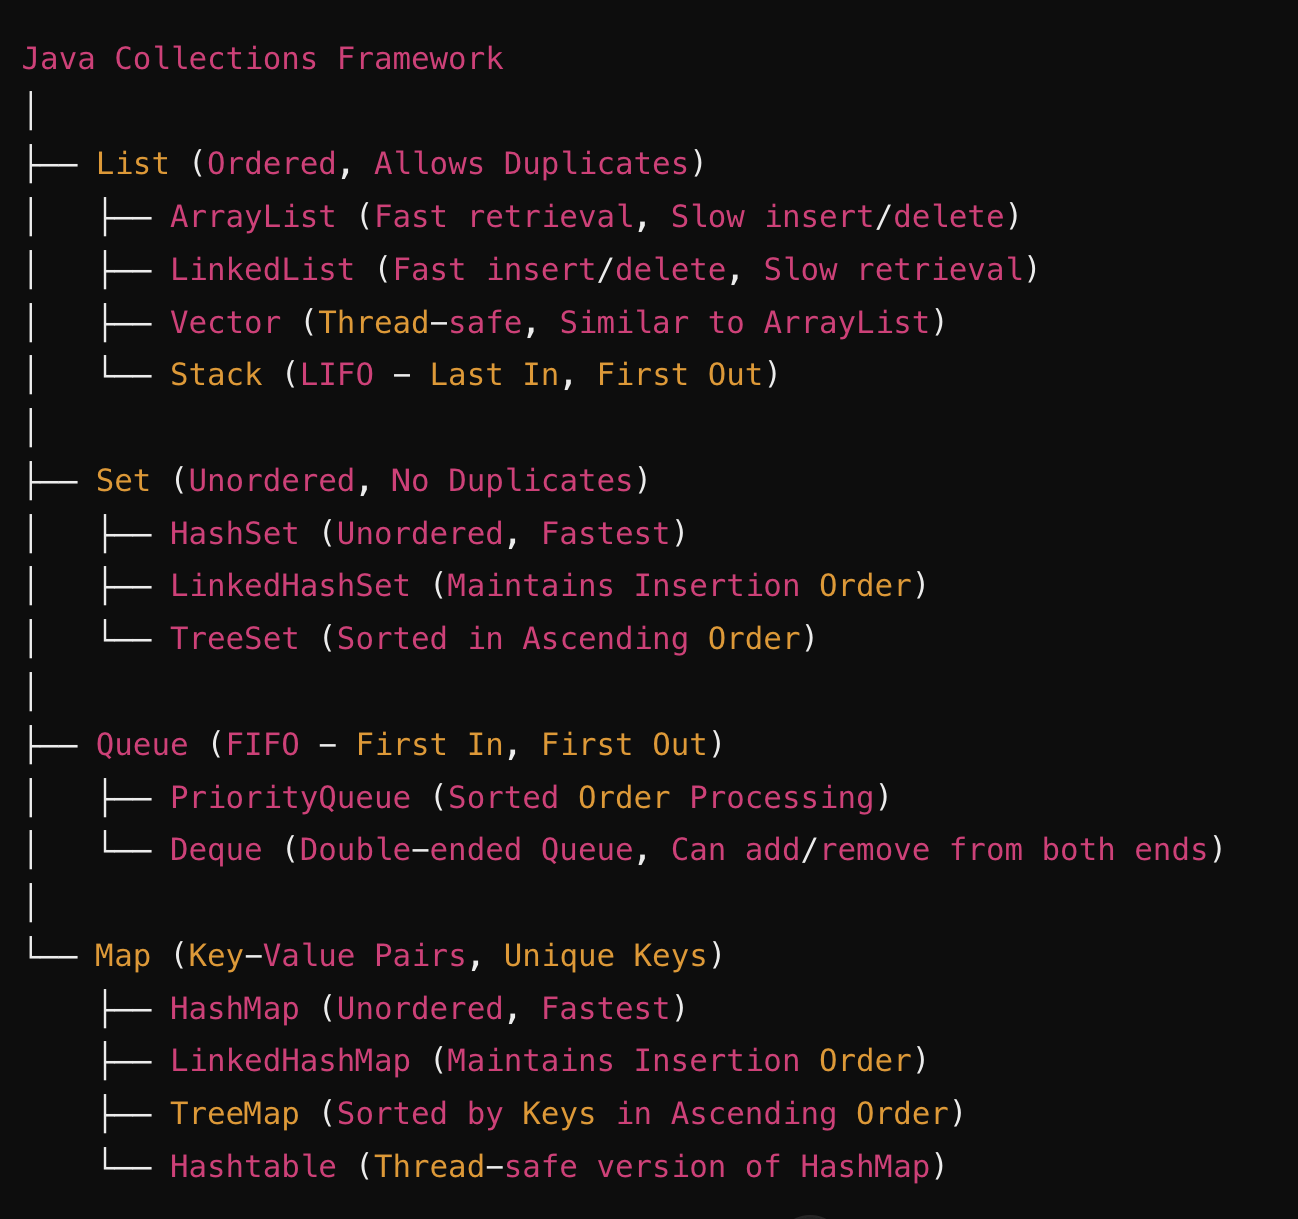 Java Collections Framework
│
├── List (Ordered, Allows Duplicates)
│   ├── ArrayList (Fast retrieval, Slow insert/delete)
│   ├── LinkedList (Fast insert/delete, Slow retrieval)
│   ├── Vector (Thread-safe, Similar to ArrayList)
│   └── Stack (LIFO - Last In, First Out)
│
├── Set (Unordered, No Duplicates)
│   ├── HashSet (Unordered, Fastest)
│   ├── LinkedHashSet (Maintains Insertion Order)
│   └── TreeSet (Sorted in Ascending Order)
│
├── Queue (FIFO - First In, First Out)
│   ├── PriorityQueue (Sorted Order Processing)
│   └── Deque (Double-ended Queue, Can add/remove from both ends)
│
└── Map (Key-Value Pairs, Unique Keys)
    ├── HashMap (Unordered, Fastest)
    ├── LinkedHashMap (Maintains Insertion Order)
    ├── TreeMap (Sorted by Keys in Ascending Order)
    └── Hashtable (Thread-safe version of HashMap)